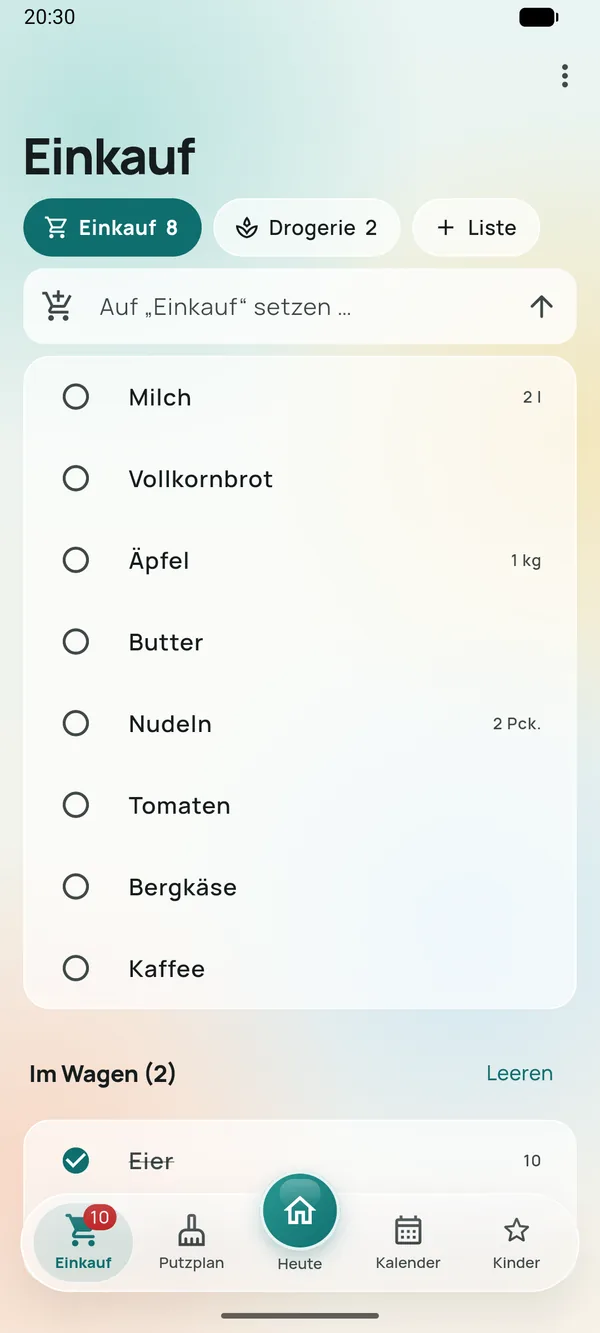 20:30
Einkauf
Einkauf 8
Drogerie 2
+ Liste
Auf „Einkauf“ setzen ...
Milch 2 l
Vollkornbrot
Äpfel 1 kg
Butter
Nudeln 2 Pck.
Tomaten
Bergkäse
Kaffee
Im Wagen (2) Leeren
Eier 10
10
Einkauf
Putzplan
Heute
Kalender
Kinder